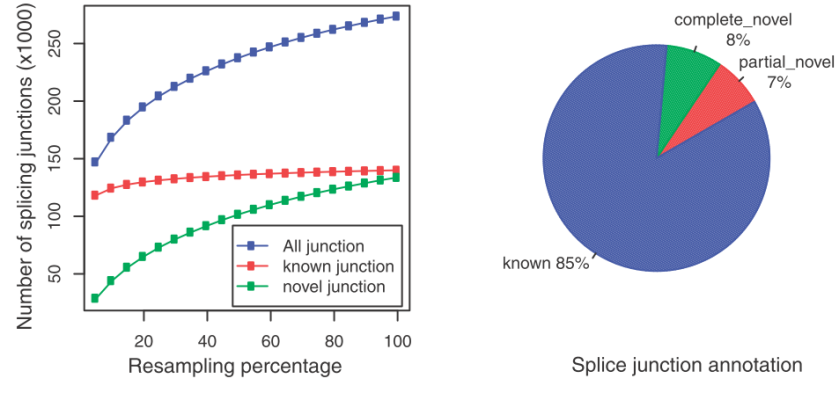 Number of splicing junctions (x1000)
250
200
150
100
50
All junction
known junction
novel junction
20 40 60 80 100
Resampling percentage
complete_novel
8%
partial_novel
7%
known 85%
Splice junction annotation